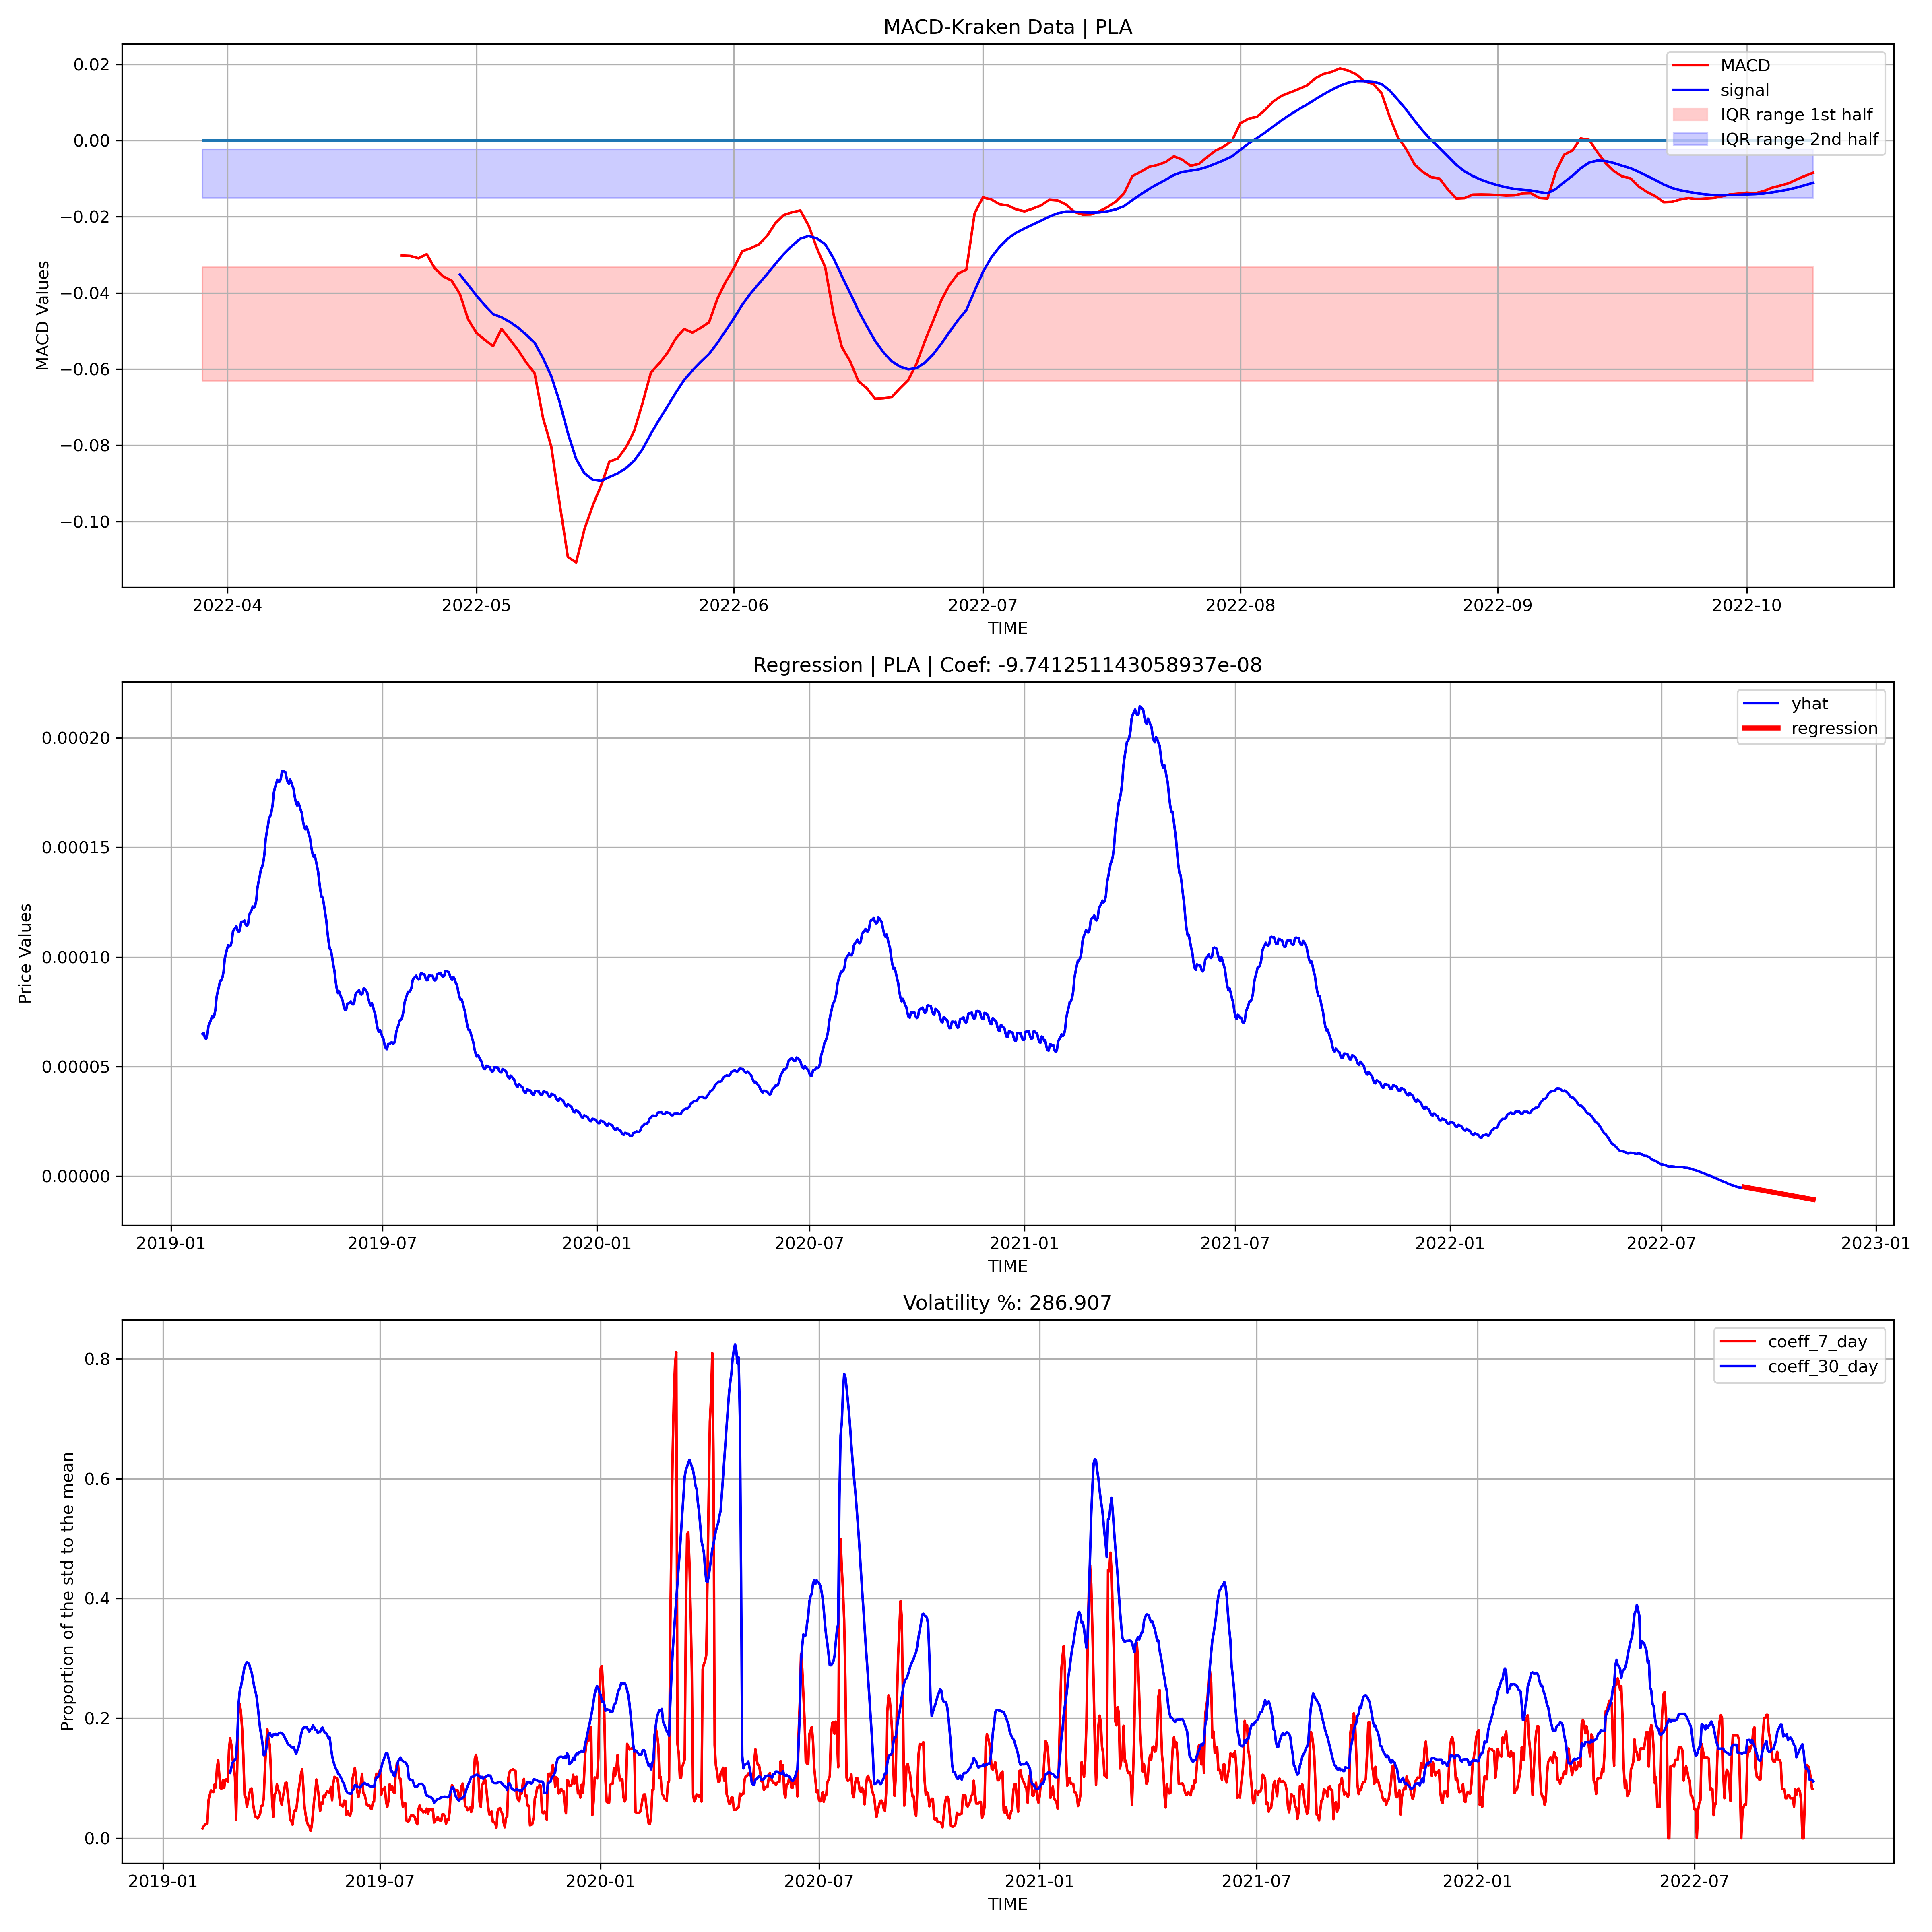 MACD-Kraken Data | PLA
MACD
signal
IQR range 1st half
IQR range 2nd half
MACD Values
0.02
0.00
−0.02
−0.04
−0.06
−0.08
−0.10
2022-04 2022-05 2022-06 2022-07 2022-08 2022-09 2022-10
TIME
Regression | PLA | Coef: -9.741251143058937e-08
yhat
regression
Price Values
0.00020
0.00015
0.00010
0.00005
0.00000
2019-01 2019-07 2020-01 2020-07 2021-01 2021-07 2022-01 2022-07 2023-01
TIME
Volatility %: 286.907
coeff_7_day
coeff_30_day
Proportion of the std to the mean
0.8
0.6
0.4
0.2
0.0
2019-01 2019-07 2020-01 2020-07 2021-01 2021-07 2022-01 2022-07
TIME